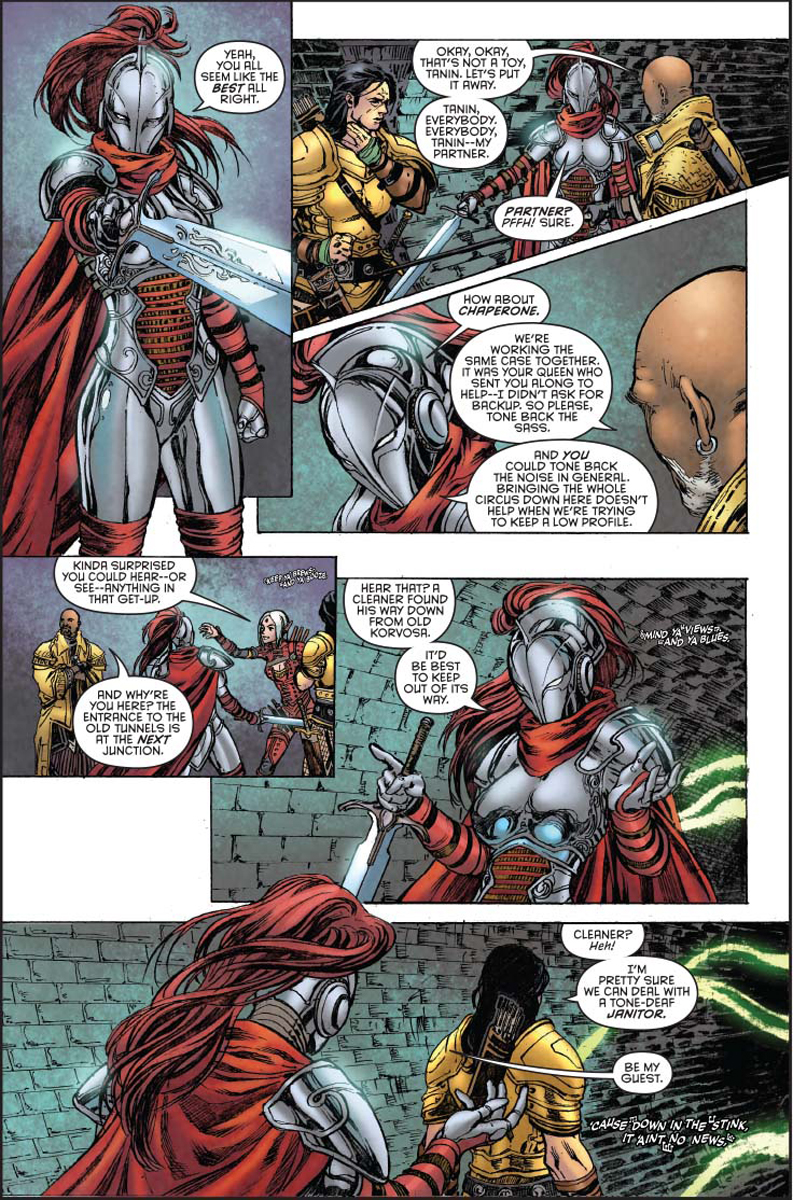 YEAH,
YOU ALL
SEEM LIKE THE
BEST ALL
RIGHT.
OKAY, OKAY,
THAT'S NOT A TOY,
TANIN. LET'S PUT
IT AWAY.
TANIN,
EVERYBODY.
EVERYBODY,
TANIN--MY
PARTNER.
PARTNER?
PFFH! SURE.
HOW ABOUT
CHAPERONE.
WE'RE
WORKING THE
SAME CASE TOGETHER.
IT WAS YOUR QUEEN WHO
SENT YOU ALONG TO
HELP--I DIDN'T ASK FOR
BACKUP. SO PLEASE,
TONE BACK THE
SASS.
AND YOU
COULD TONE BACK
THE NOISE IN GENERAL.
BRINGING THE WHOLE
CIRCUS DOWN HERE DOESN'T
HELP WHEN WE'RE TRYING
TO KEEP A LOW PROFILE.
KINDA SURPRISED
YOU COULD HEAR--OR
SEE--ANYTHING IN
THAT GET-UP.
"KEEP YA BREWS
AND YA BOOZE.
AND WHY'RE
YOU HERE? THE
ENTRANCE TO THE
OLD TUNNELS IS
AT THE NEXT
JUNCTION.
HEAR THAT? A
CLEANER FOUND
HIS WAY DOWN
FROM OLD
KORVOSA.
IT'D
BE BEST
TO KEEP
OUT OF ITS
WAY.
MIND YA VIEWS
AND YA BLUES.
CLEANER?
Heh!
I'M
PRETTY SURE
WE CAN DEAL WITH
A TONE-DEAF
JANITOR.
BE MY
GUEST.
'CAUSE DOWN IN THE STINK,
IT AIN'T NO NEWS.